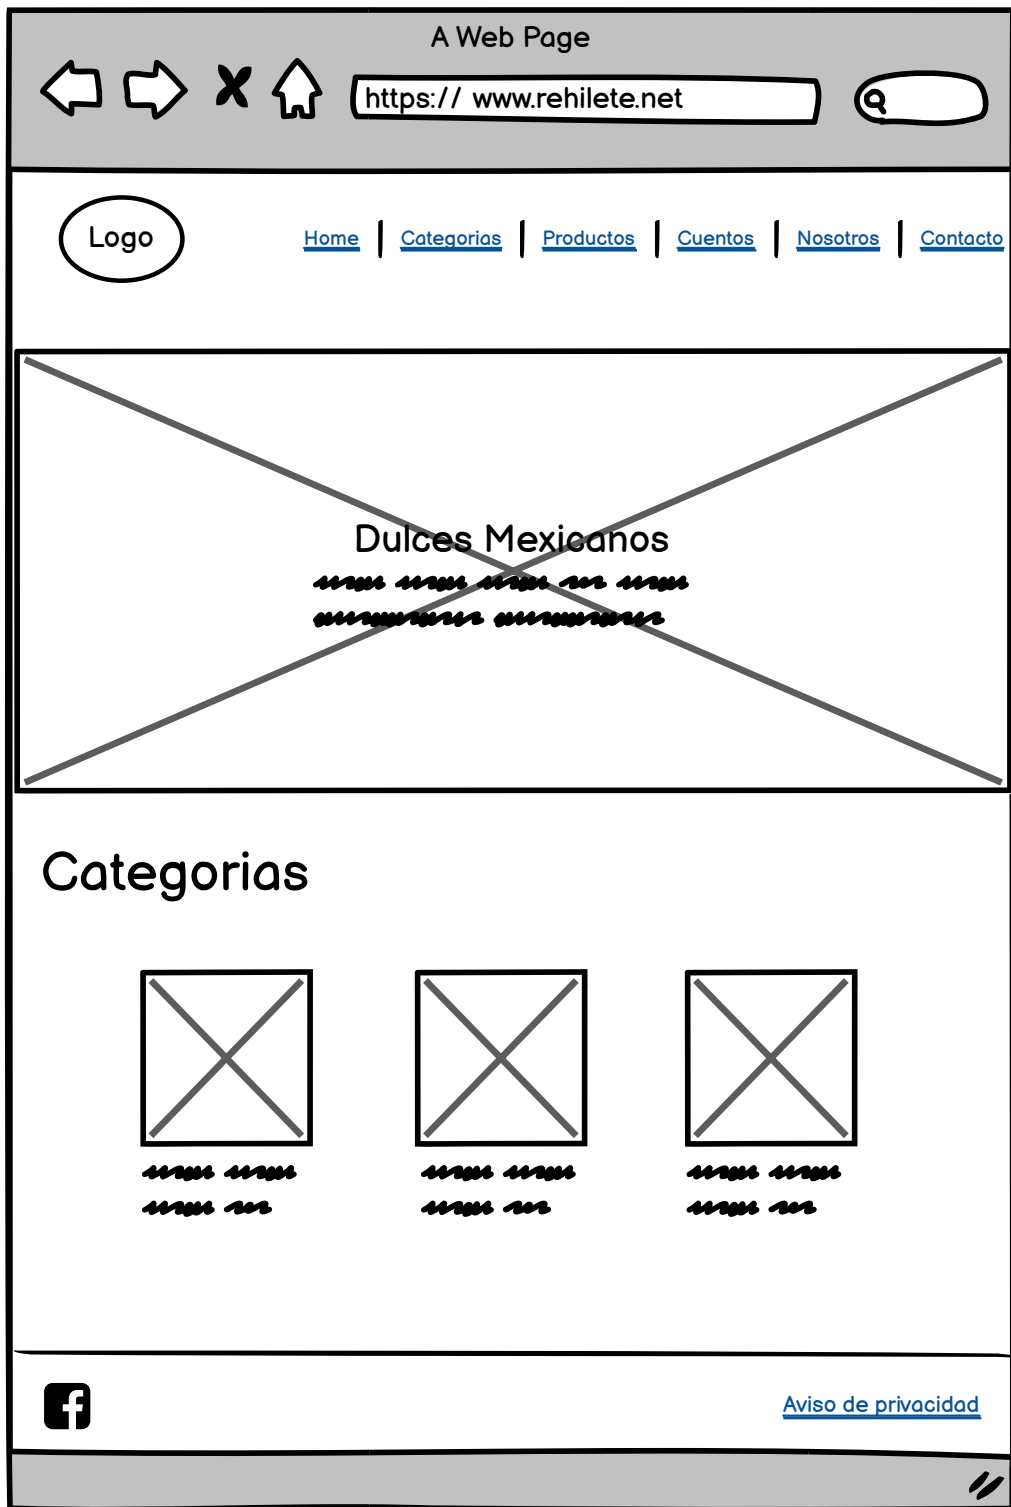 A Web Page
https:// www.rehilete.net
Logo
Home Categorias Productos Cuentos Nosotros Contacto
Dulces Mexicanos
Categorias
Aviso de privacidad